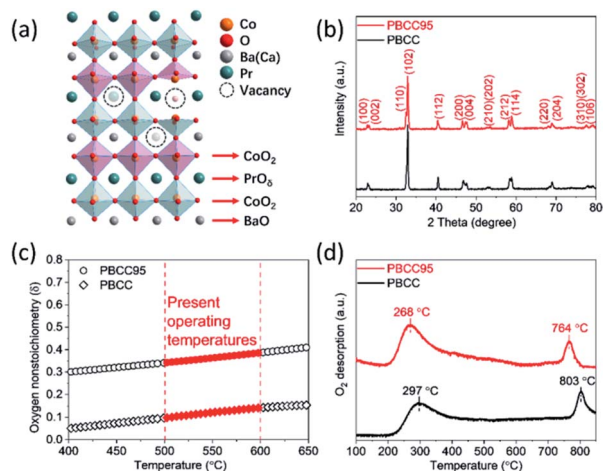 (a)
Co
O
Ba(Ca)
Pr
Vacancy
CoO₂
PrOδ
CoO₂
BaO
(b)
PBCC95
PBCC
(100)
(002)
(110)
(102)
(112)
(200)
(004)
(210)(202)
(212)
(114)
(220)
(204)
(310)(302)
(106)
Intensity (a.u.)
20 30 40 50 60 70 80
2 Theta (degree)
(c)
PBCC95
PBCC
Present
operating
temperatures
Oxygen nonstoichiometry (δ)
0.8
0.7
0.6
0.5
0.4
0.3
0.2
0.1
0.0
400 450 500 550 600 650
Temperature (°C)
(d)
PBCC95
PBCC
268 °C
764 °C
297 °C
803 °C
O₂ desorption (a.u.)
100 200 300 400 500 600 700 800
Temperature (°C)